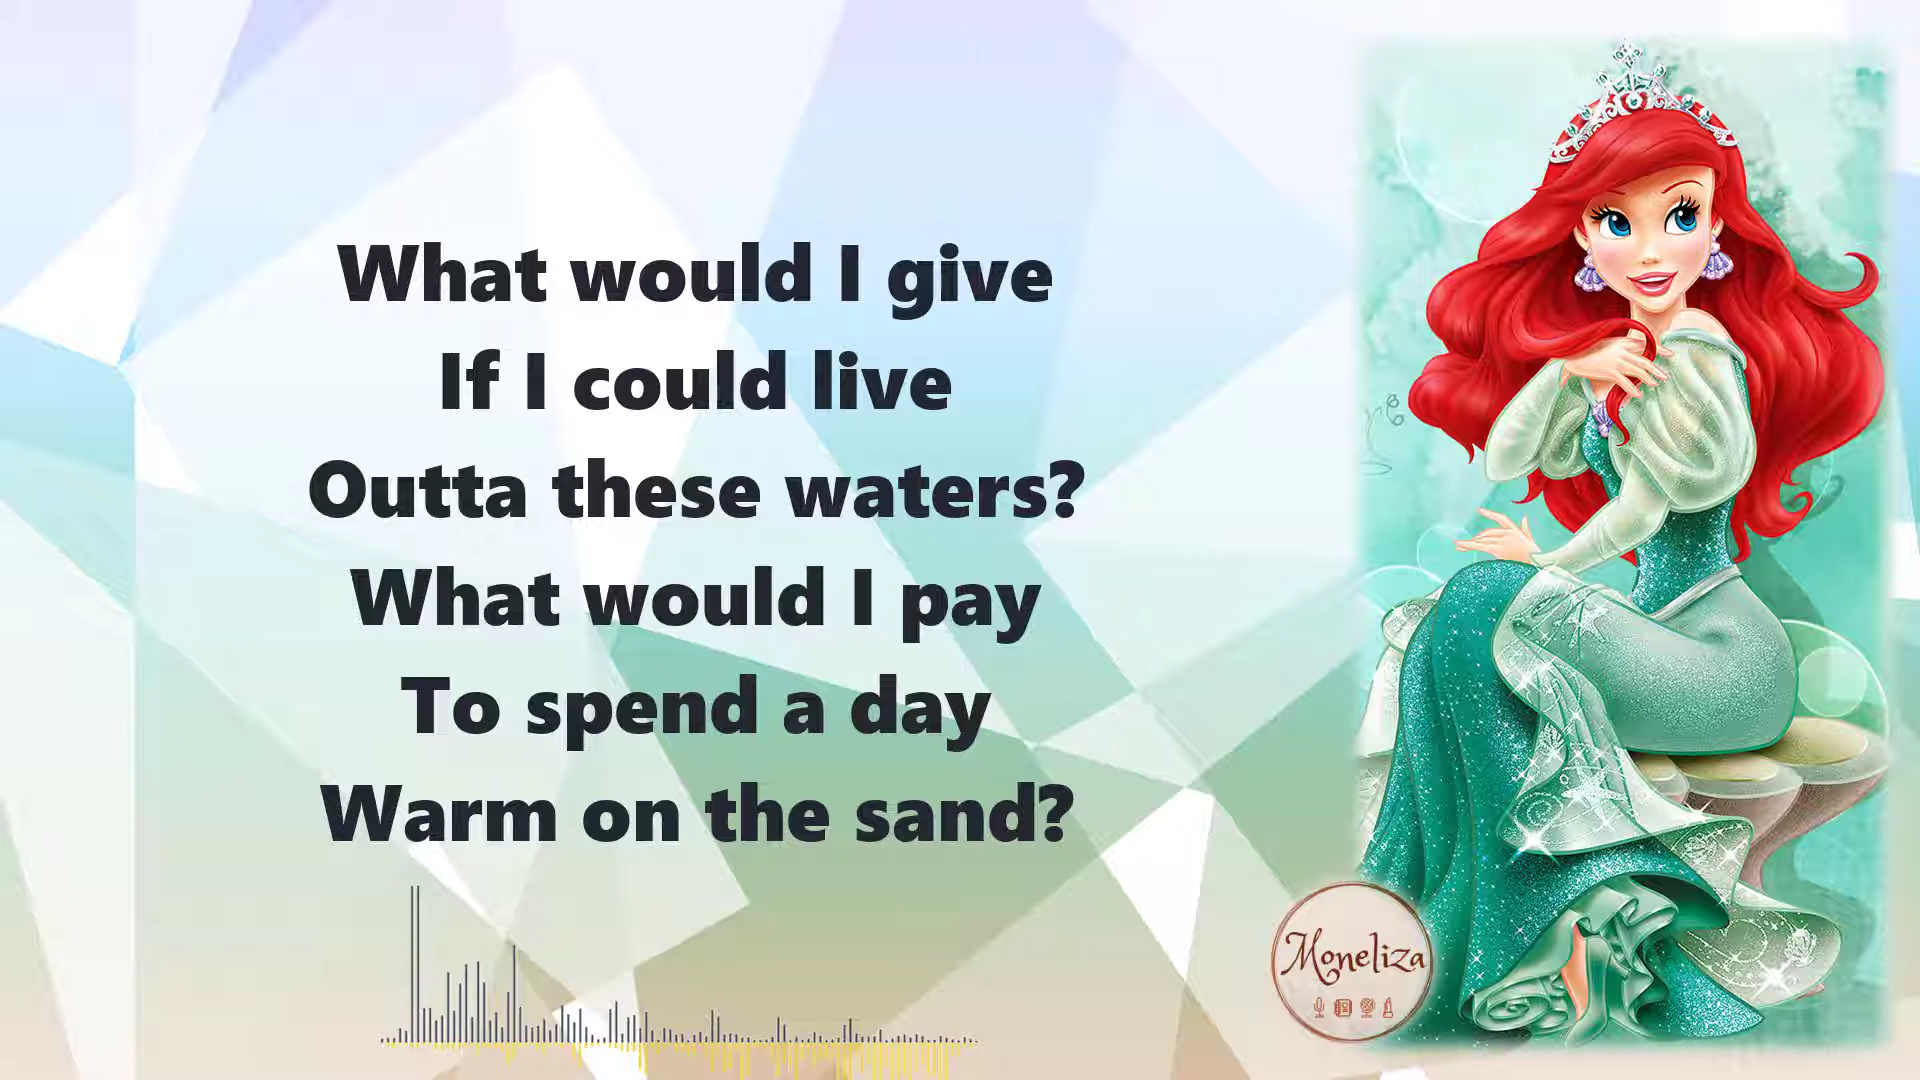 What would I give
If I could live
Outta these waters?
What would I pay
To spend a day
Warm on the sand?
Moneliza